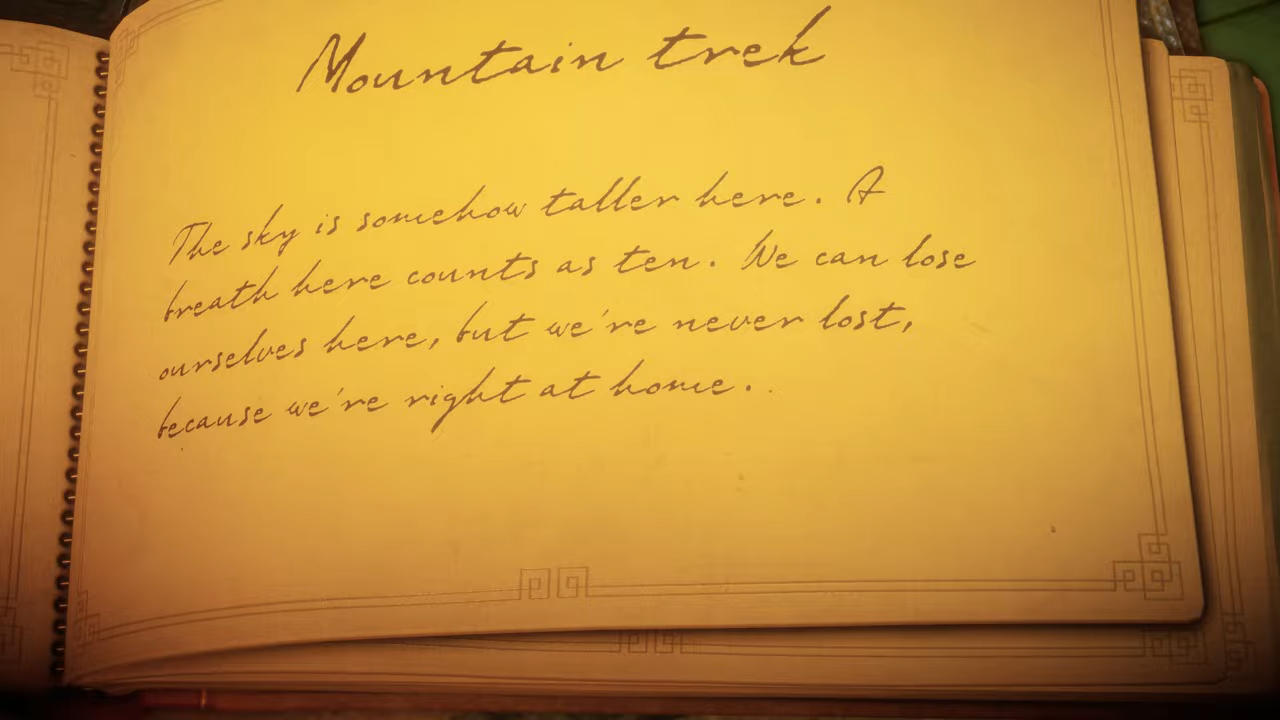 Mountain trek
The sky is somehow taller here. A
breath here counts as ten. We can lose
ourselves here, but we're never lost,
because we're right at home.